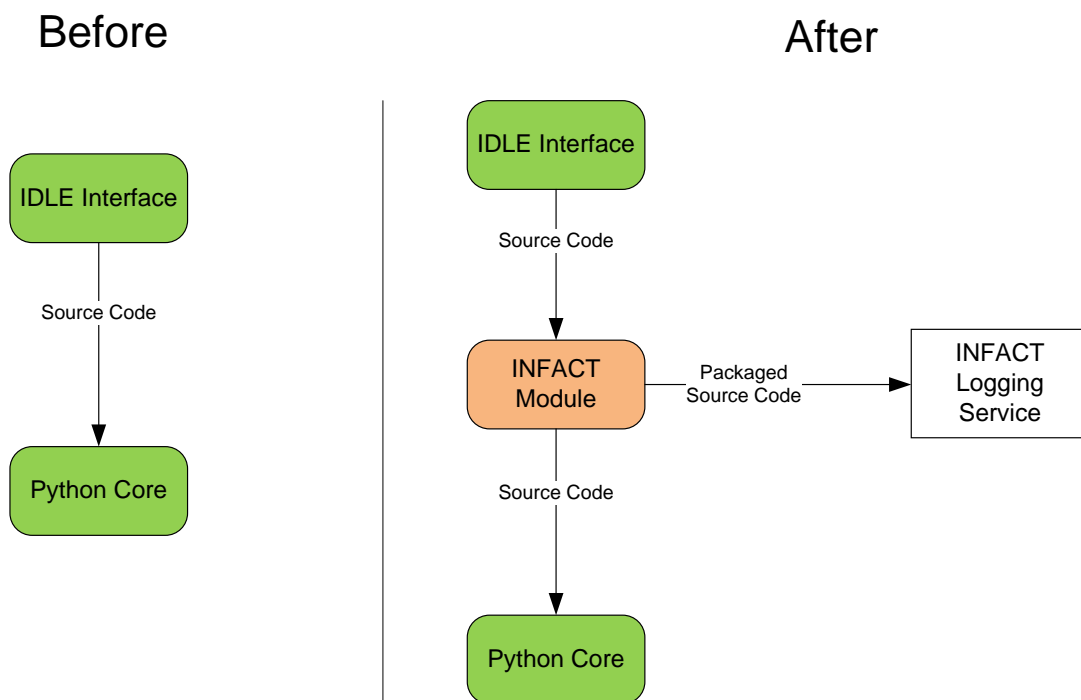 Before
After
IDLE Interface
Source Code
Python Core
IDLE Interface
Source Code
INFACT
Module
Packaged
Source Code
INFACT
Logging
Service
Source Code
Python Core